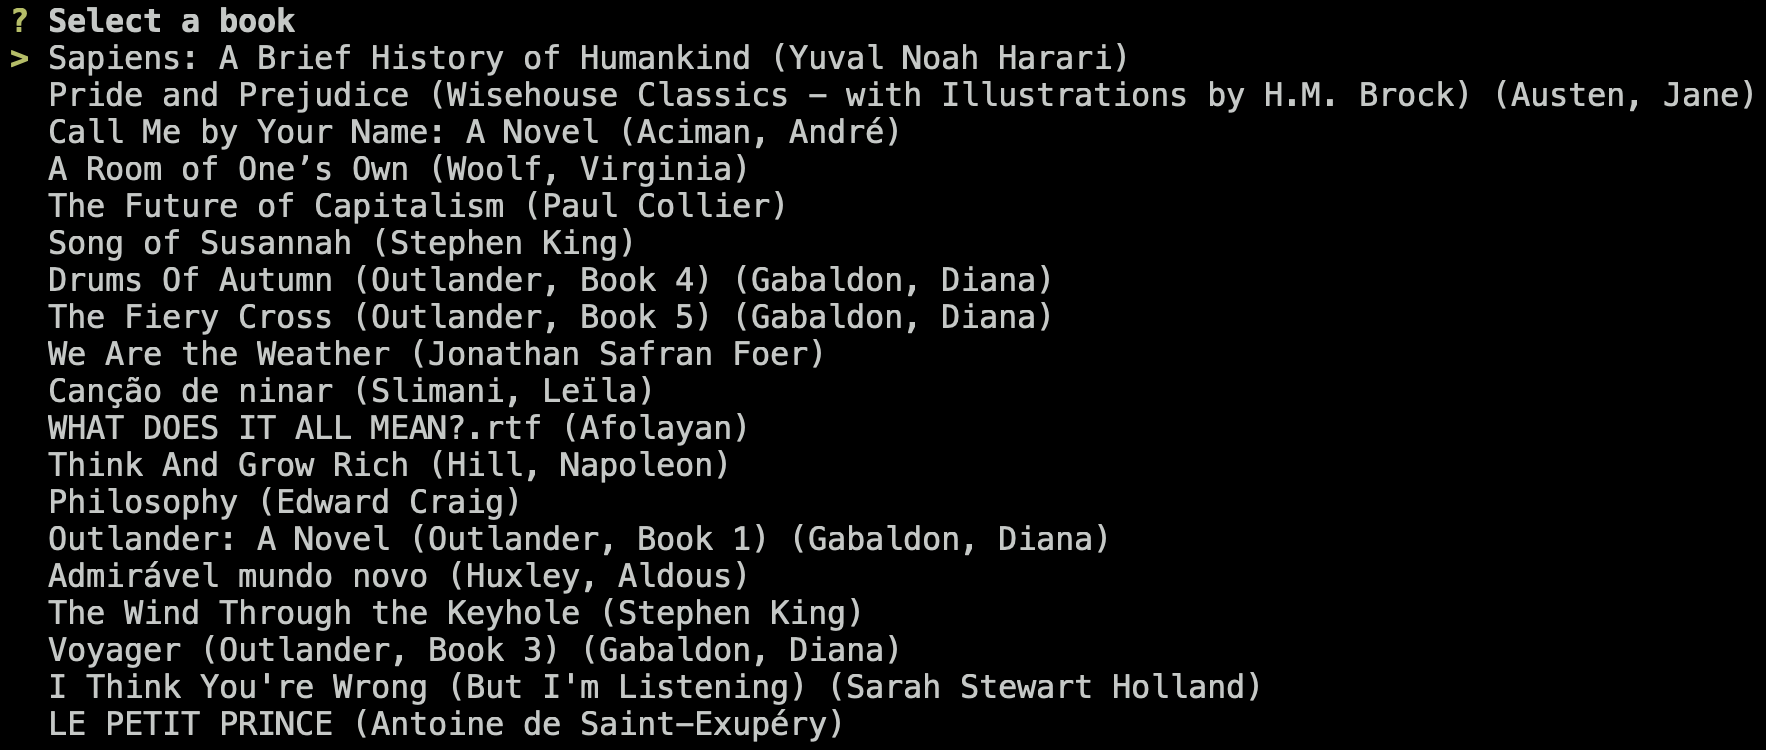 ? Select a book
> Sapiens: A Brief History of Humankind (Yuval Noah Harari)
Pride and Prejudice (Wisehouse Classics - with Illustrations by H.M. Brock) (Austen, Jane)
Call Me by Your Name: A Novel (Aciman, André)
A Room of One’s Own (Woolf, Virginia)
The Future of Capitalism (Paul Collier)
Song of Susannah (Stephen King)
Drums Of Autumn (Outlander, Book 4) (Gabaldon, Diana)
The Fiery Cross (Outlander, Book 5) (Gabaldon, Diana)
We Are the Weather (Jonathan Safran Foer)
Canção de ninar (Slimani, Leïla)
WHAT DOES IT ALL MEAN?.rtf (Afolayan)
Think And Grow Rich (Hill, Napoleon)
Philosophy (Edward Craig)
Outlander: A Novel (Outlander, Book 1) (Gabaldon, Diana)
Admirável mundo novo (Huxley, Aldous)
The Wind Through the Keyhole (Stephen King)
Voyager (Outlander, Book 3) (Gabaldon, Diana)
I Think You're Wrong (But I'm Listening) (Sarah Stewart Holland)
LE PETIT PRINCE (Antoine de Saint-Exupéry)